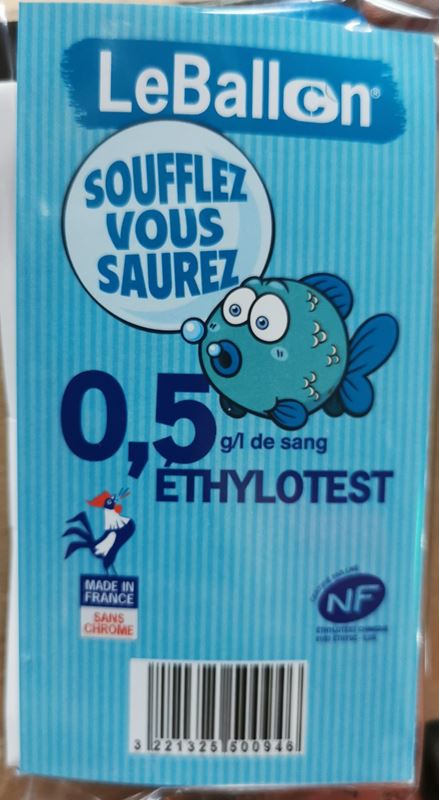 LeBallon®
SOUFFLEZ
VOUS
SAUREZ
0,5 g/l de sang
ÉTHYLOTEST
MADE IN
FRANCE
SANS
CHROME
NF
3 221325 500946